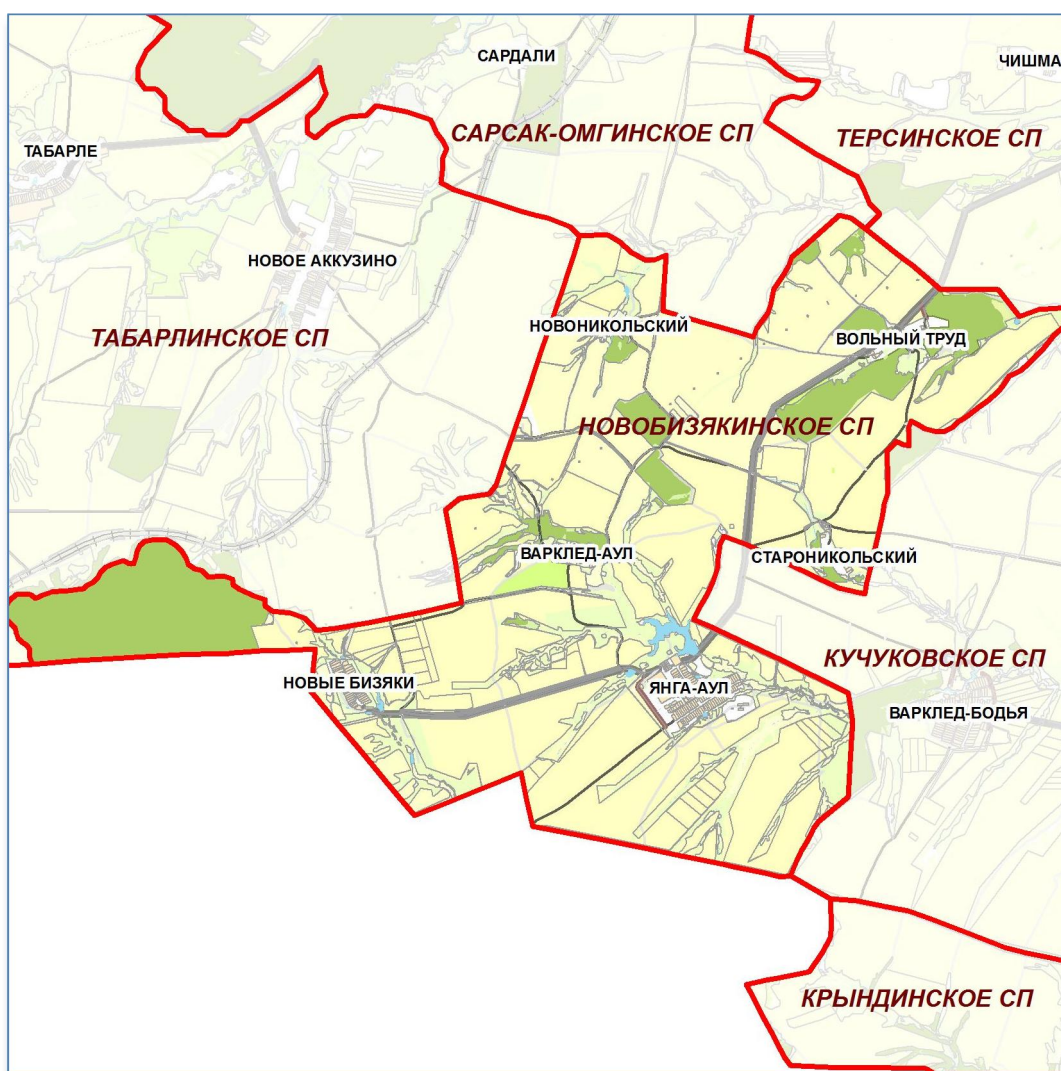 САРДАЛИ
ЧИШМА
САРСАК-ОМГИНСКОЕ СП
ТЕРСИНСКОЕ СП
ТАБАРЛЕ
НОВОЕ АККУЗИНО
НОВОНИКОЛЬСКИЙ
ТАБАРЛИНСКОЕ СП
ВОЛЬНЫЙ ТРУД
НОВОБИЗЯКИНСКОЕ СП
ВАРКЛЕД-АУЛ
СТАРОНИКОЛЬСКИЙ
КУЧУКОВСКОЕ СП
НОВЫЕ БИЗЯКИ
ЯНГА-АУЛ
ВАРКЛЕД-БОДЬЯ
КРЫНДИНСКОЕ СП